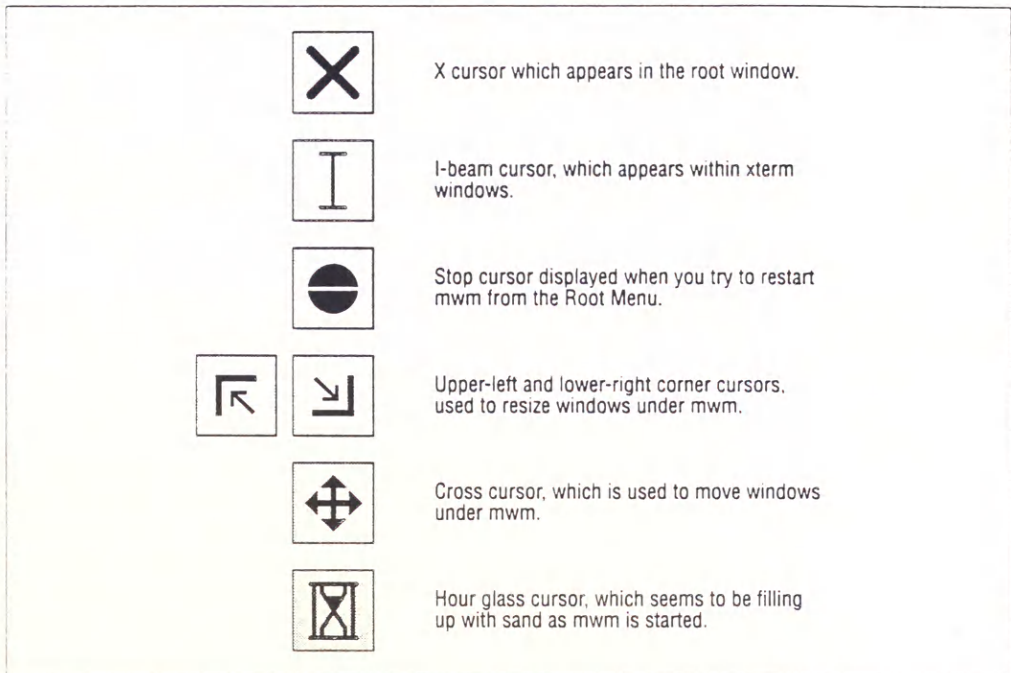 X cursor which appears in the root window.
I-beam cursor, which appears within xterm
windows.
Stop cursor displayed when you try to restart
mwm from the Root Menu.
Upper-left and lower-right corner cursors,
used to resize windows under mwm.
Cross cursor, which is used to move windows
under mwm.
Hour glass cursor, which seems to be filling
up with sand as mwm is started.